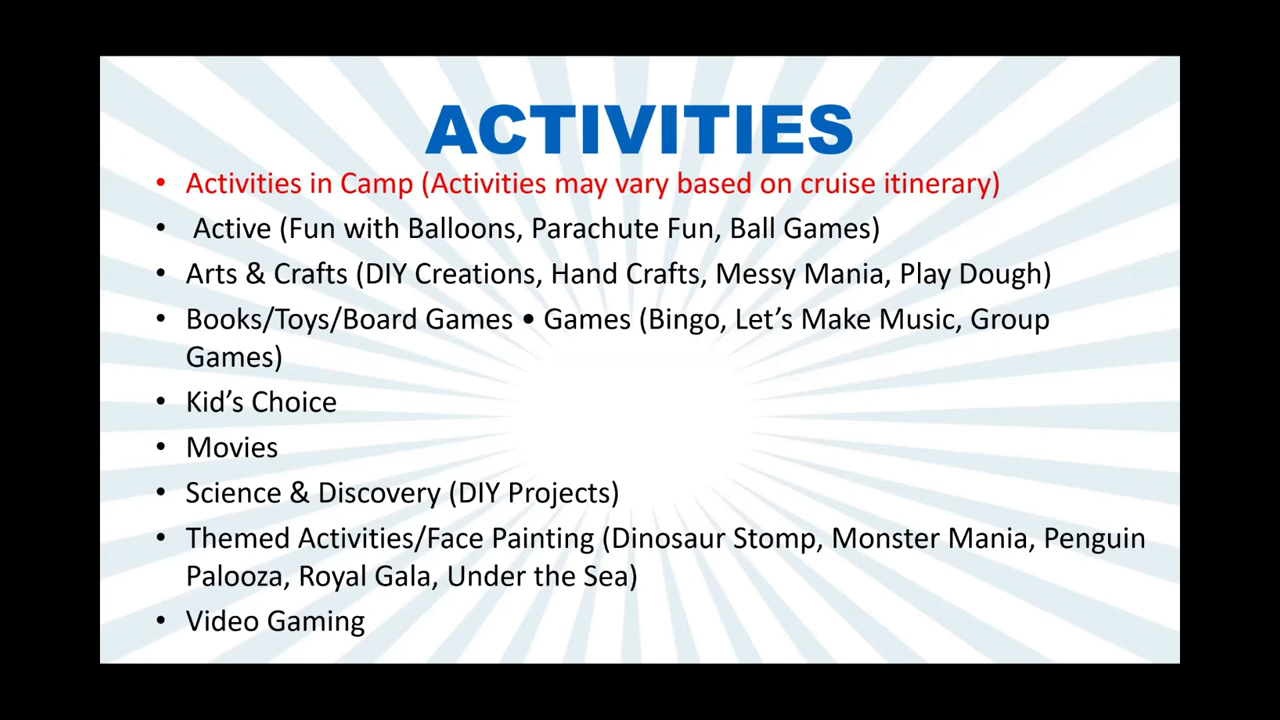 ACTIVITIES
• Activities in Camp (Activities may vary based on cruise itinerary)
• Active (Fun with Balloons, Parachute Fun, Ball Games)
• Arts & Crafts (DIY Creations, Hand Crafts, Messy Mania, Play Dough)
• Books/Toys/Board Games • Games (Bingo, Let’s Make Music, Group
Games)
• Kid’s Choice
• Movies
• Science & Discovery (DIY Projects)
• Themed Activities/Face Painting (Dinosaur Stomp, Monster Mania, Penguin
Palooza, Royal Gala, Under the Sea)
• Video Gaming